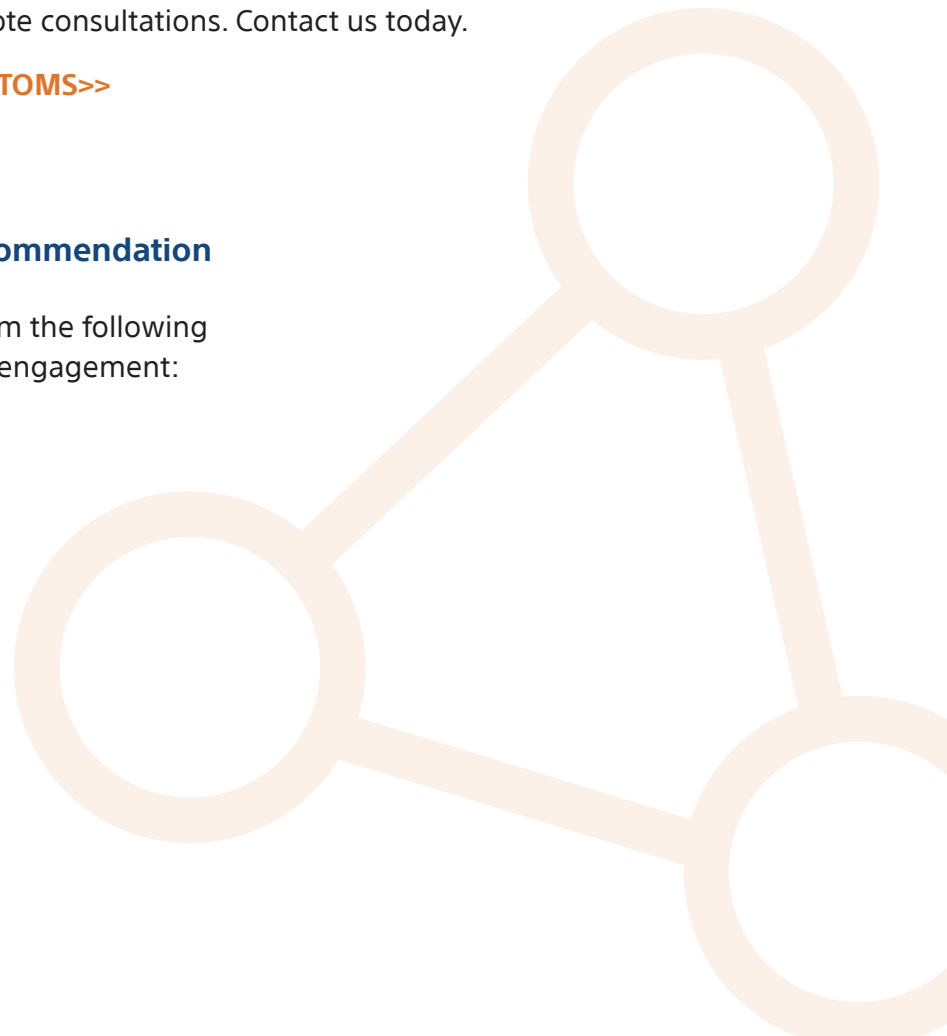 ote consultations. Contact us today.
TOMS>>
ommendation
m the following
engagement: